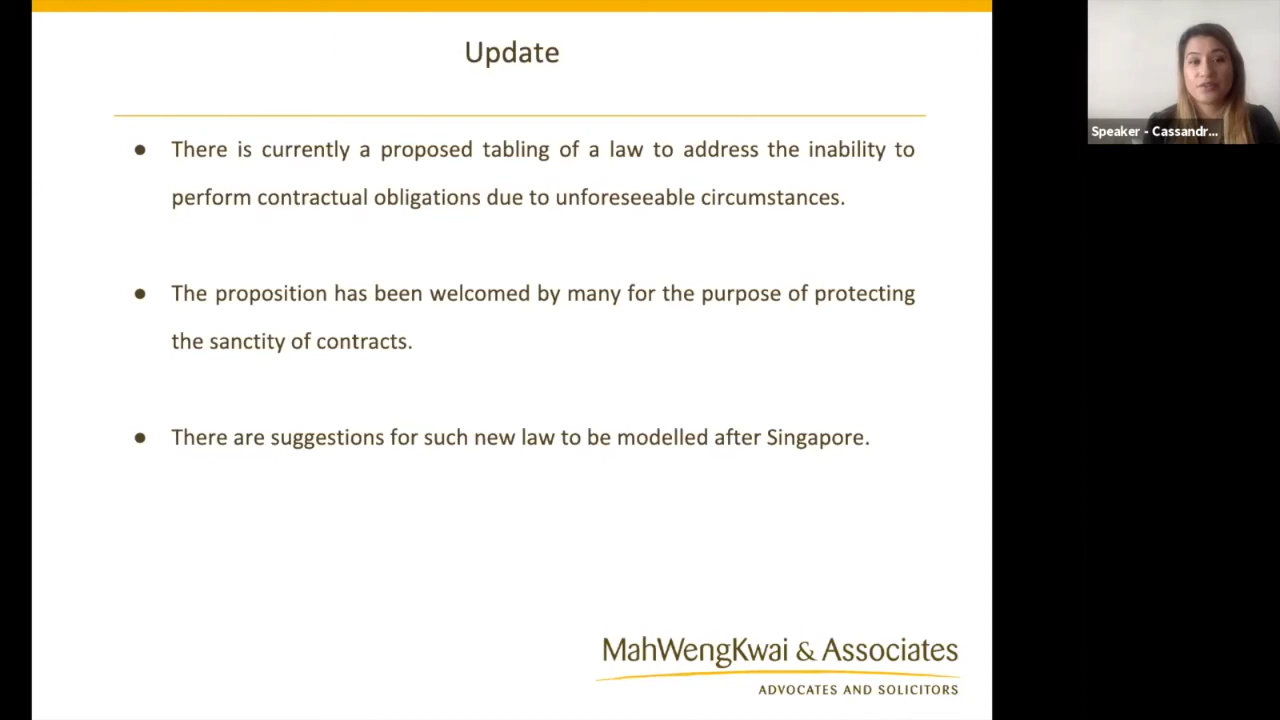 Update
● There is currently a proposed tabling of a law to address the inability to
perform contractual obligations due to unforeseeable circumstances.
● The proposition has been welcomed by many for the purpose of protecting
the sanctity of contracts.
● There are suggestions for such new law to be modelled after Singapore.
MahWengKwai & Associates
ADVOCATES AND SOLICITORS
Speaker - Cassandr...